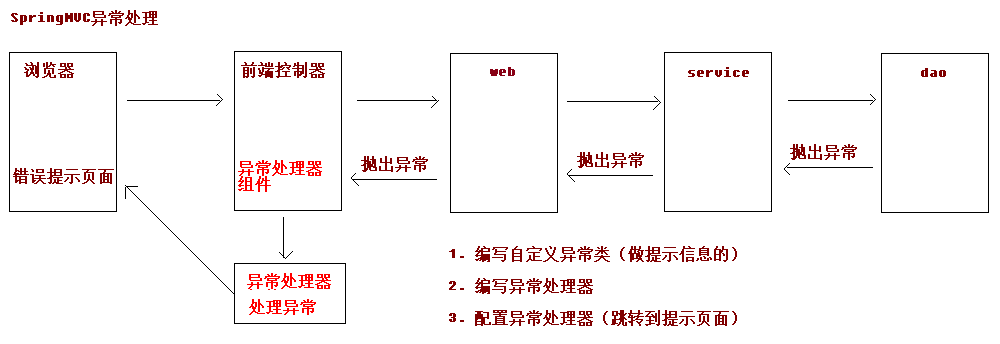 SpringMVC异常处理
浏览器
前端控制器
web
service
dao
错误提示页面
异常处理器
组件
抛出异常
抛出异常
抛出异常
异常处理器
处理异常
1. 编写自定义异常类（做提示信息的）
2. 编写异常处理器
3. 配置异常处理器（跳转到提示页面）